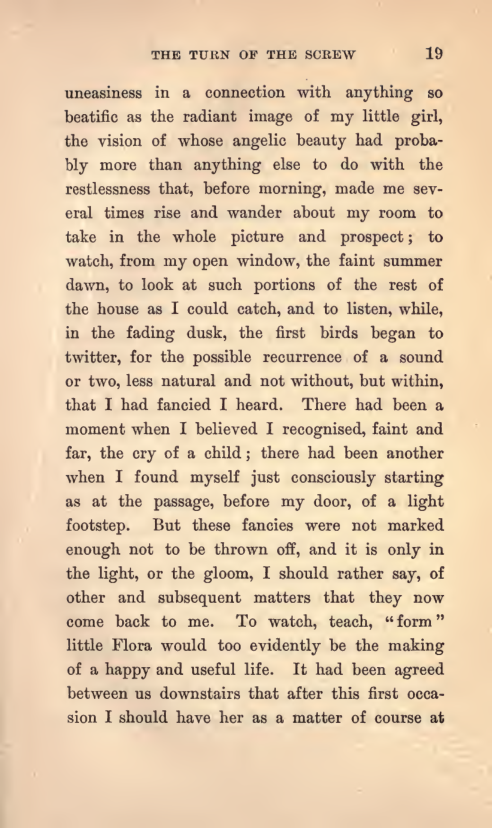 THE TURN OF THE SCREW 19
uneasiness in a connection with anything so
beatific as the radiant image of my little girl,
the vision of whose angelic beauty had proba-
bly more than anything else to do with the
restlessness that, before morning, made me sev-
eral times rise and wander about my room to
take in the whole picture and prospect; to
watch, from my open window, the faint summer
dawn, to look at such portions of the rest of
the house as I could catch, and to listen, while,
in the fading dusk, the first birds began to
twitter, for the possible recurrence of a sound
or two, less natural and not without, but within,
that I had fancied I heard. There had been a
moment when I believed I recognised, faint and
far, the cry of a child; there had been another
when I found myself just consciously starting
as at the passage, before my door, of a light
footstep. But these fancies were not marked
enough not to be thrown off, and it is only in
the light, or the gloom, I should rather say, of
other and subsequent matters that they now
come back to me. To watch, teach, "form"
little Flora would too evidently be the making
of a happy and useful life. It had been agreed
between us downstairs that after this first occa-
sion I should have her as a matter of course at